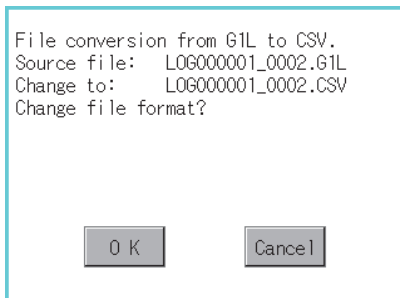 File conversion from G1L to CSV.
Source file: LOG000001_0002.G1L
Change to: LOG000001_0002.CSV
Change file format?
O K
Cancel